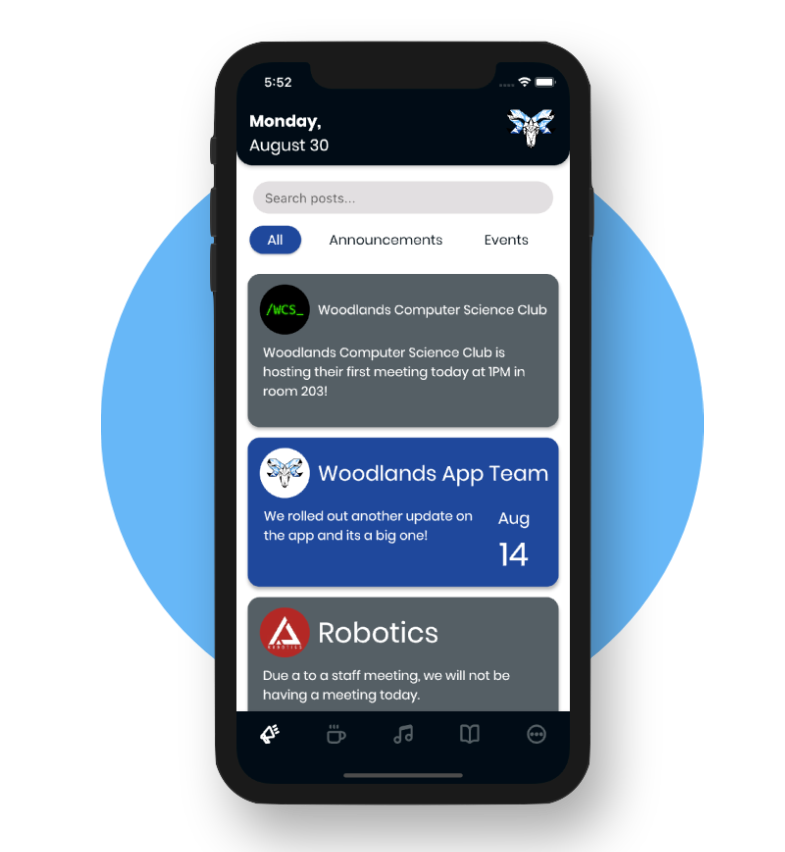 5:52
Monday,
August 30
Search posts...
All Announcements Events
/WCS_ Woodlands Computer Science Club
Woodlands Computer Science Club is
hosting their first meeting today at 1PM in
room 203!
Woodlands App Team
We rolled out another update on
the app and its a big one!
Aug
14
Robotics
ROBOTICS
Due a to a staff meeting, we will not be
having a meeting today.